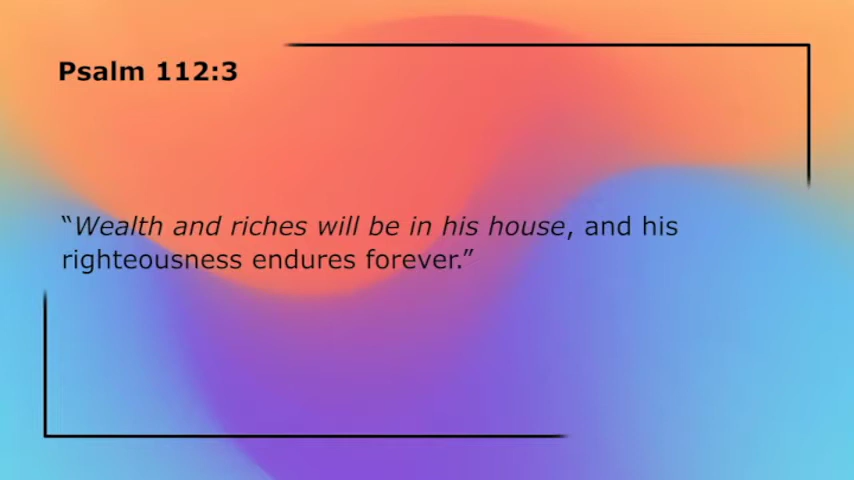 Psalm 112:3
“Wealth and riches will be in his house, and his
righteousness endures forever.”